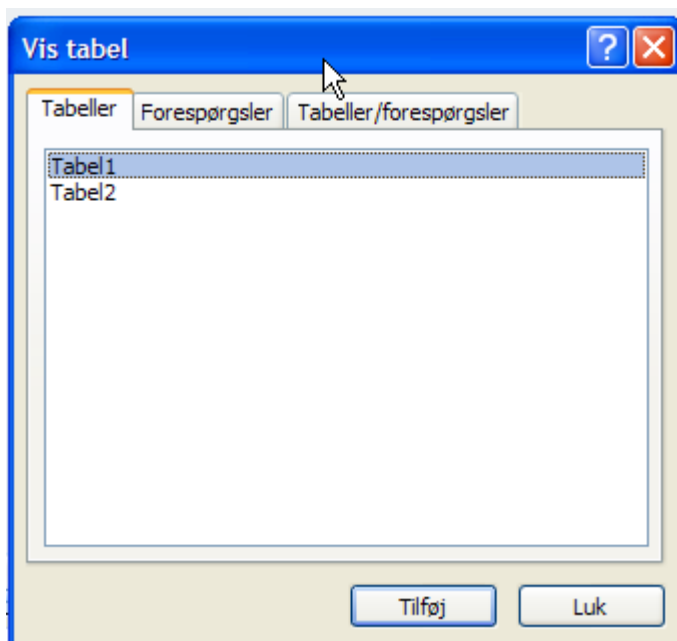 Vis tabel
Tabeller Forespørgsler Tabeller/forespørgsler
Tabel1
Tabel2
Tilføj Luk